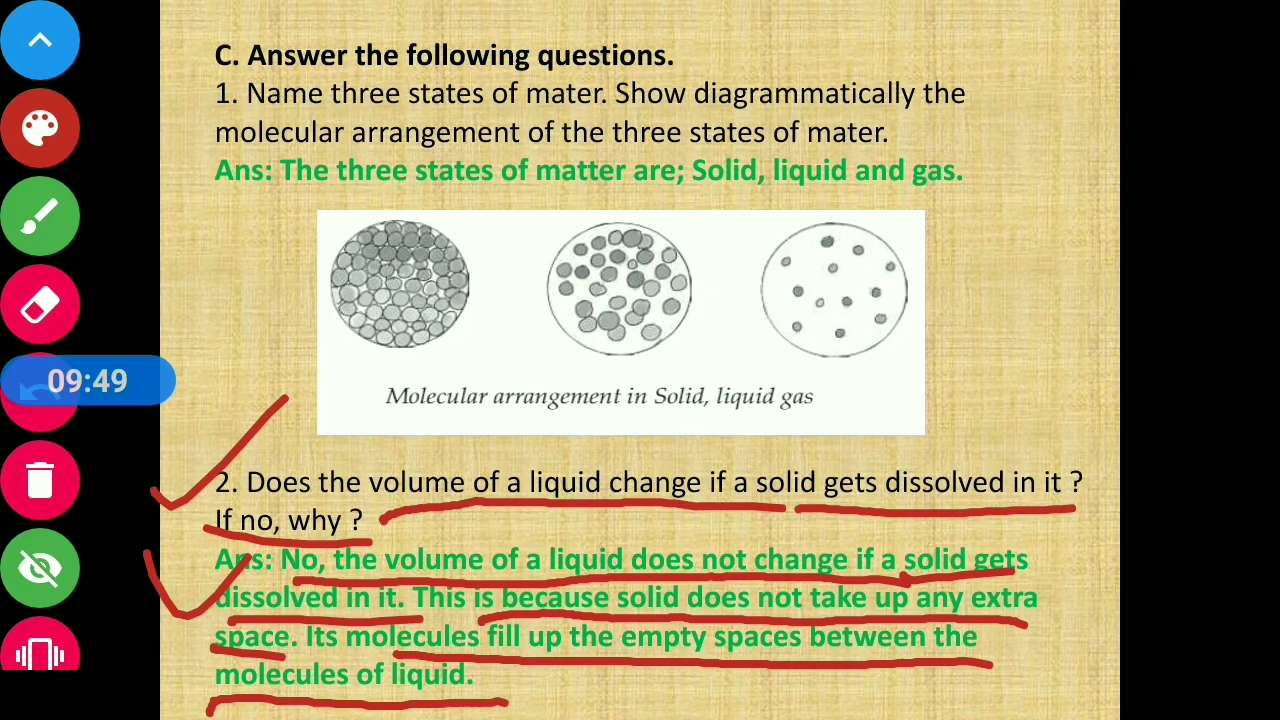 C. Answer the following questions.
1. Name three states of mater. Show diagrammatically the
molecular arrangement of the three states of mater.
Ans: The three states of matter are; Solid, liquid and gas.
Molecular arrangement in Solid, liquid gas
09:49
2. Does the volume of a liquid change if a solid gets dissolved in it ?
If no, why ?
Ans: No, the volume of a liquid does not change if a solid gets
dissolved in it. This is because solid does not take up any extra
space. Its molecules fill up the empty spaces between the
molecules of liquid.